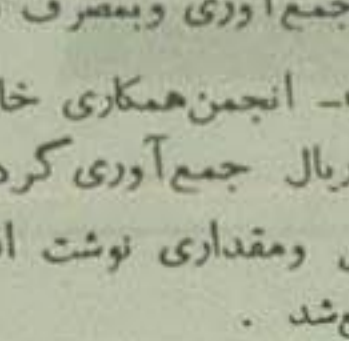 جمع‌آوری وبمصرف
- انجمن همکاری خا
ریال جمع‌آوری کرد
ومقداری نوشت ا
شد .